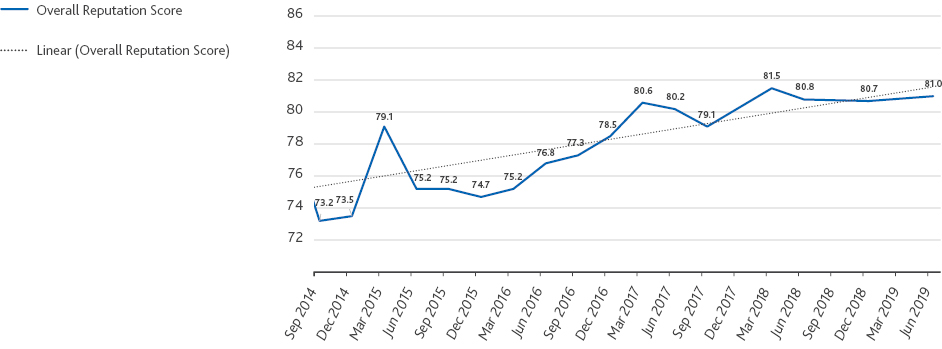 Overall Reputation Score
Linear (Overall Reputation Score)
86
84
82
80
78
76
74
72
73.2
73.5
79.1
75.2
75.2
74.7
75.2
76.8
77.3
78.5
80.6
80.2
79.1
81.5
80.8
80.7
81.0
Sep 2014
Dec 2014
Mar 2015
Jun 2015
Sep 2015
Dec 2015
Mar 2016
Jun 2016
Sep 2016
Dec 2016
Mar 2017
Jun 2017
Sep 2017
Dec 2017
Mar 2018
Jun 2018
Sep 2018
Dec 2018
Mar 2019
Jun 2019